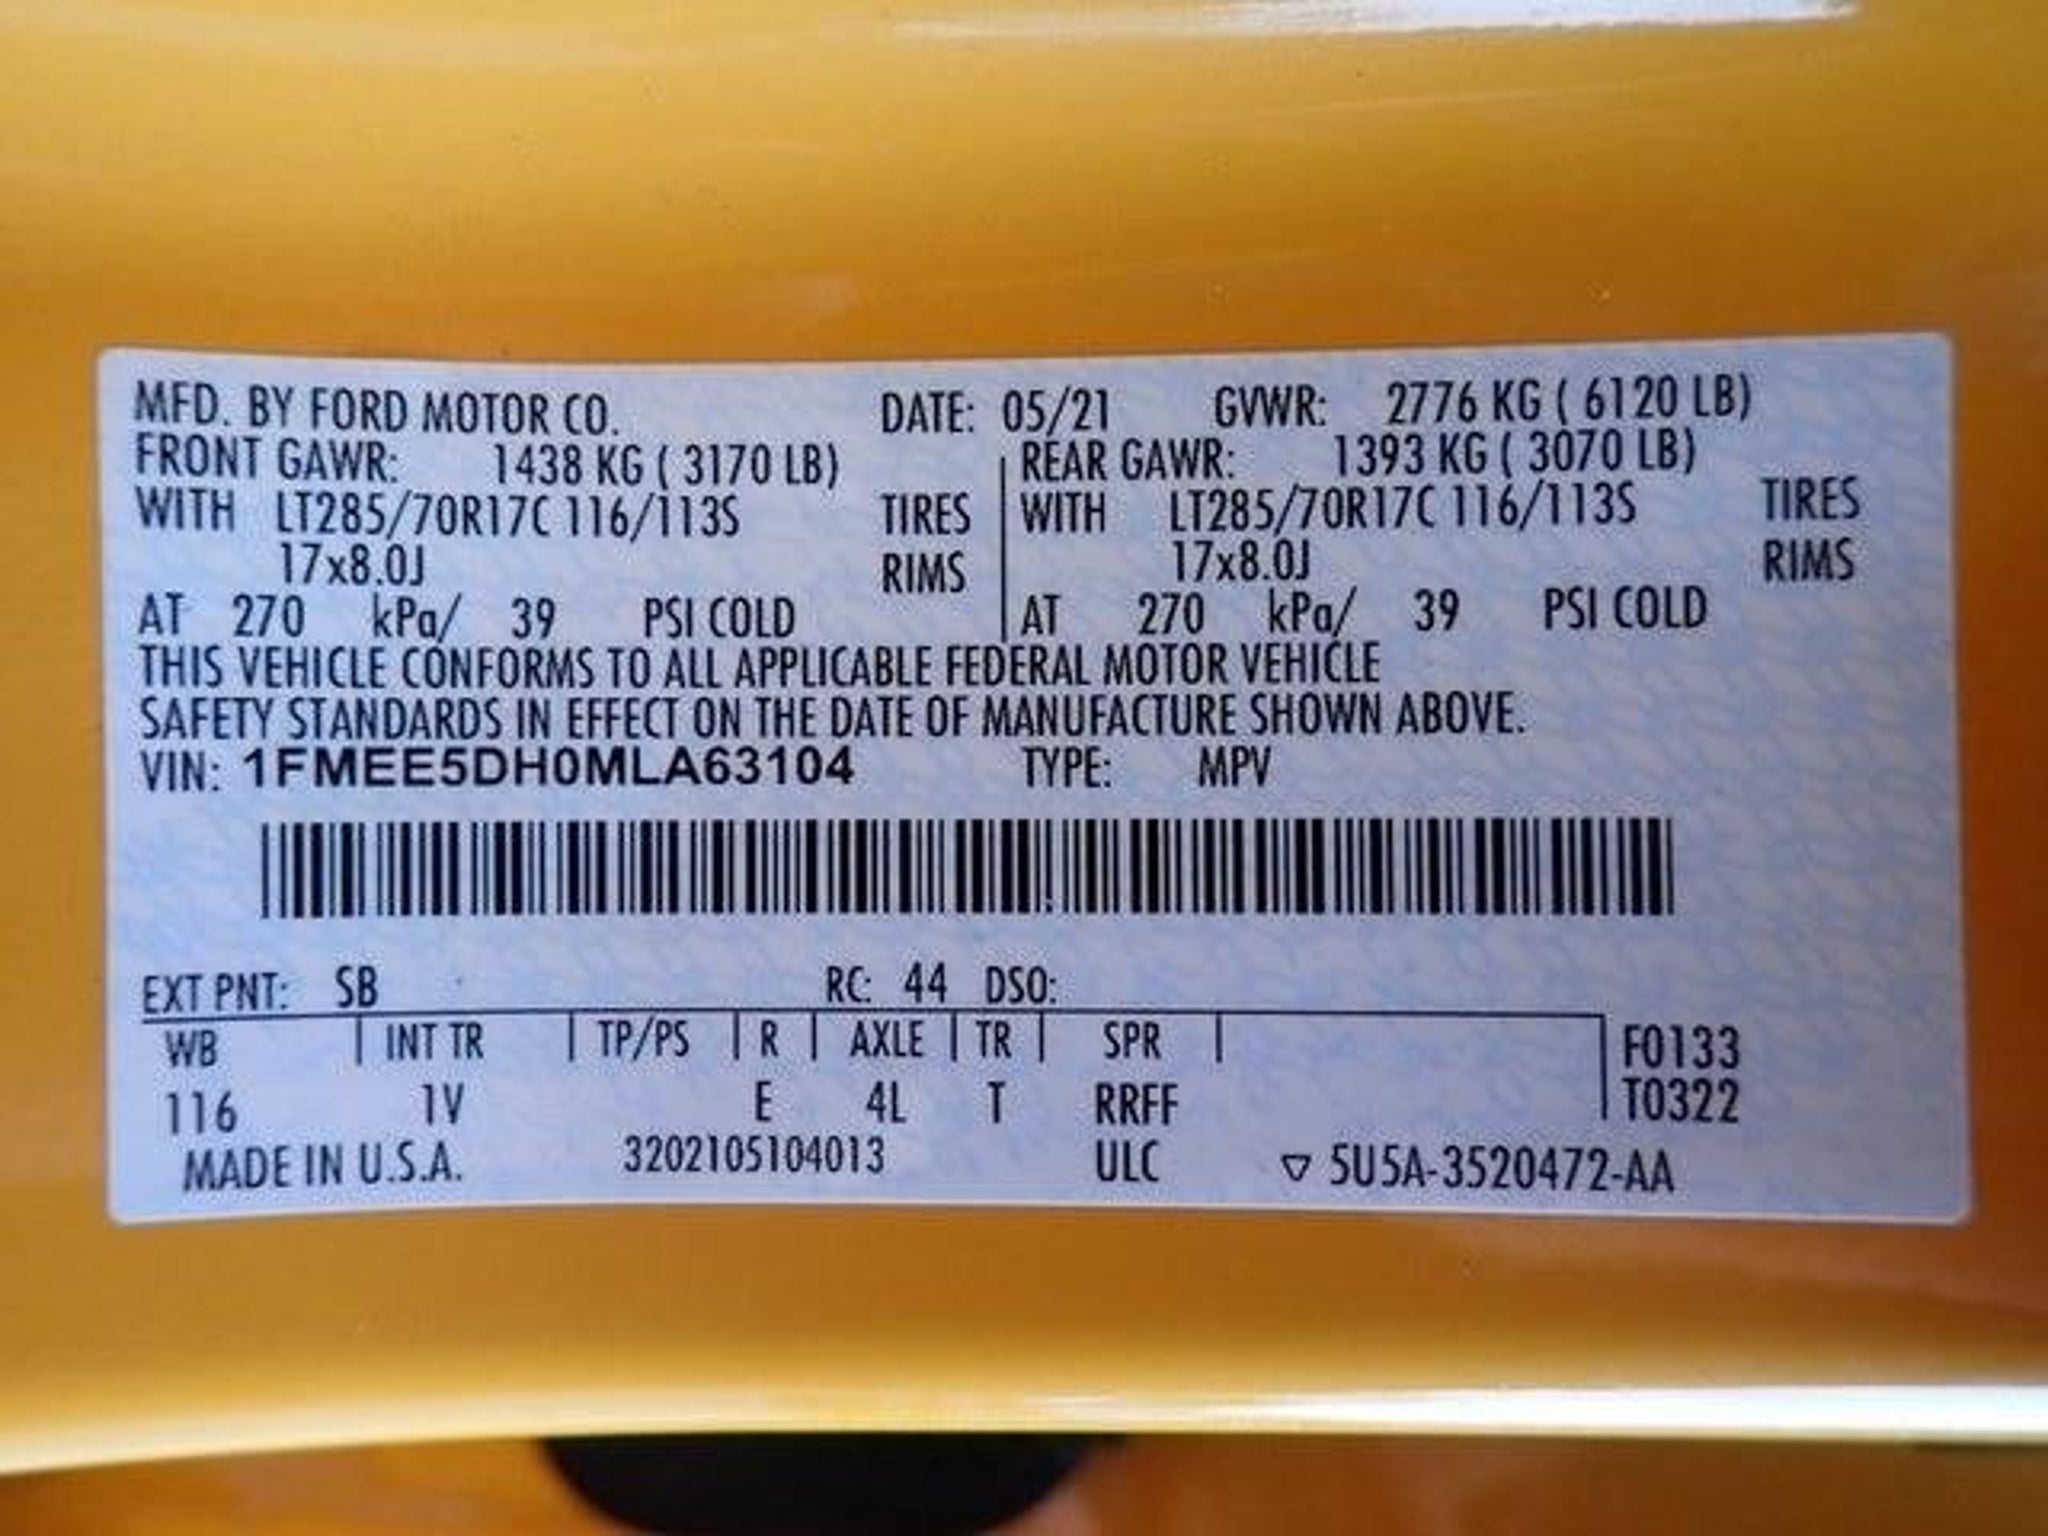 MFD. BY FORD MOTOR CO. DATE: 05/21 GVWR: 2776 KG ( 6120 LB)
FRONT GAWR: 1438 KG ( 3170 LB) REAR GAWR: 1393 KG ( 3070 LB)
WITH LT285/70R17C 116/113S TIRES WITH LT285/70R17C 116/113S TIRES
17x8.0J RIMS 17x8.0J RIMS
AT 270 kPa/ 39 PSI COLD AT 270 kPa/ 39 PSI COLD
THIS VEHICLE CONFORMS TO ALL APPLICABLE FEDERAL MOTOR VEHICLE
SAFETY STANDARDS IN EFFECT ON THE DATE OF MANUFACTURE SHOWN ABOVE.
VIN: 1FMEE5DH0MLA63104 TYPE: MPV
EXT PNT: SB RC: 44 DSO:
WB INT TR TP/PS R AXLE TR SPR F0133
116 1V E 4L T RRFF T0322
MADE IN U.S.A. 3202105104013 ULC ▽ 5U5A-3520472-AA